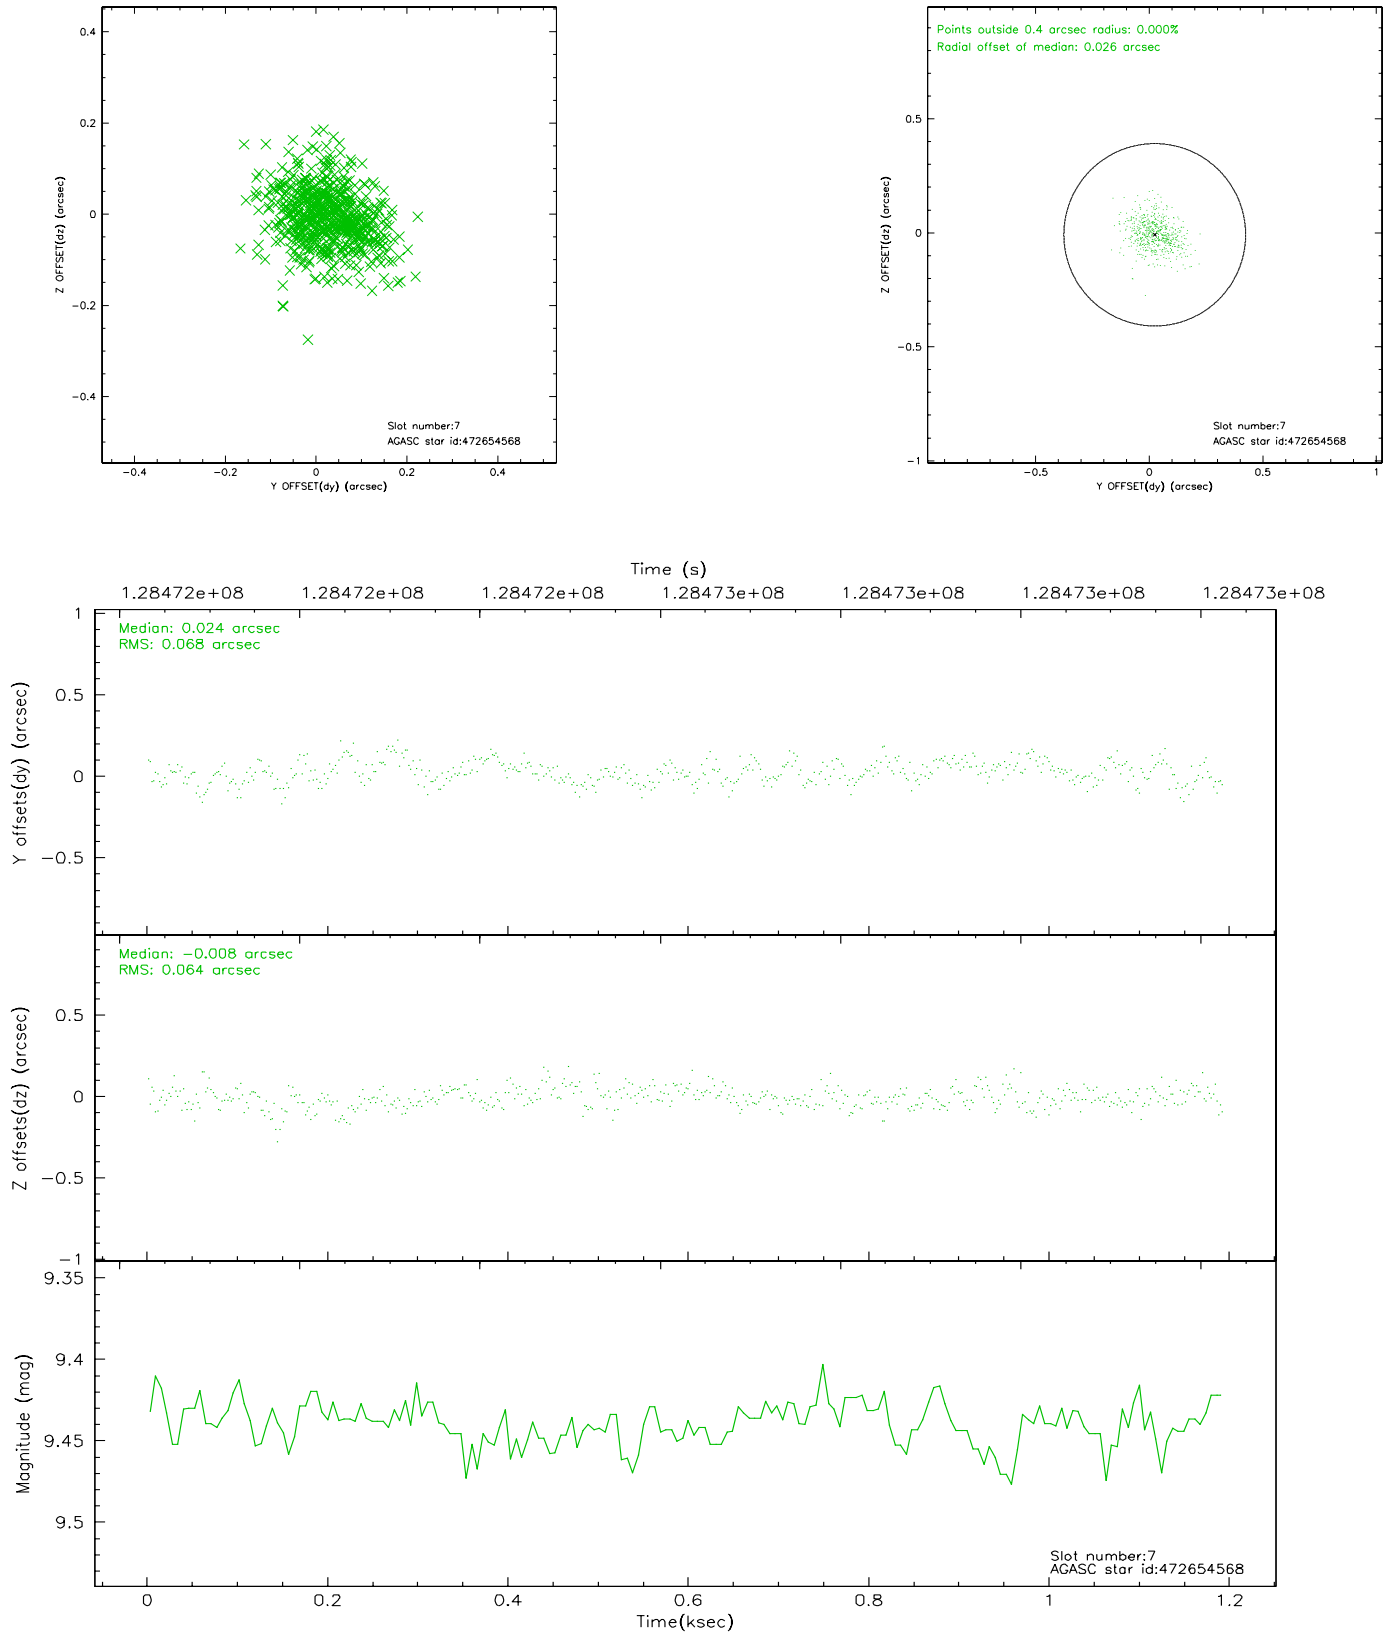 0.4
0.2
0
−0.2
−0.4
Z OFFSET(dz) (arcsec)
−0.4 −0.2 0 0.2 0.4
Y OFFSET(dy) (arcsec)
Slot number:7
AGASC star id:472654568
Points outside 0.4 arcsec radius: 0.000%
Radial offset of median: 0.026 arcsec
0.5
0
−0.5
−1
Z OFFSET(dz) (arcsec)
−0.5 0 0.5 1
Y OFFSET(dy) (arcsec)
Slot number:7
AGASC star id:472654568
Time (s)
1.28472e+08 1.28472e+08 1.28472e+08 1.28473e+08 1.28473e+08 1.28473e+08 1.28473e+08
Median: 0.024 arcsec
RMS: 0.068 arcsec
1
0.5
0
−0.5
Y offsets(dy) (arcsec)
Median: −0.008 arcsec
RMS: 0.064 arcsec
0.5
0
−0.5
−1
Z offsets(dz) (arcsec)
9.35
9.4
9.45
9.5
Magnitude (mag)
Slot number:7
AGASC star id:472654568
0 0.2 0.4 0.6 0.8 1 1.2
Time(ksec)